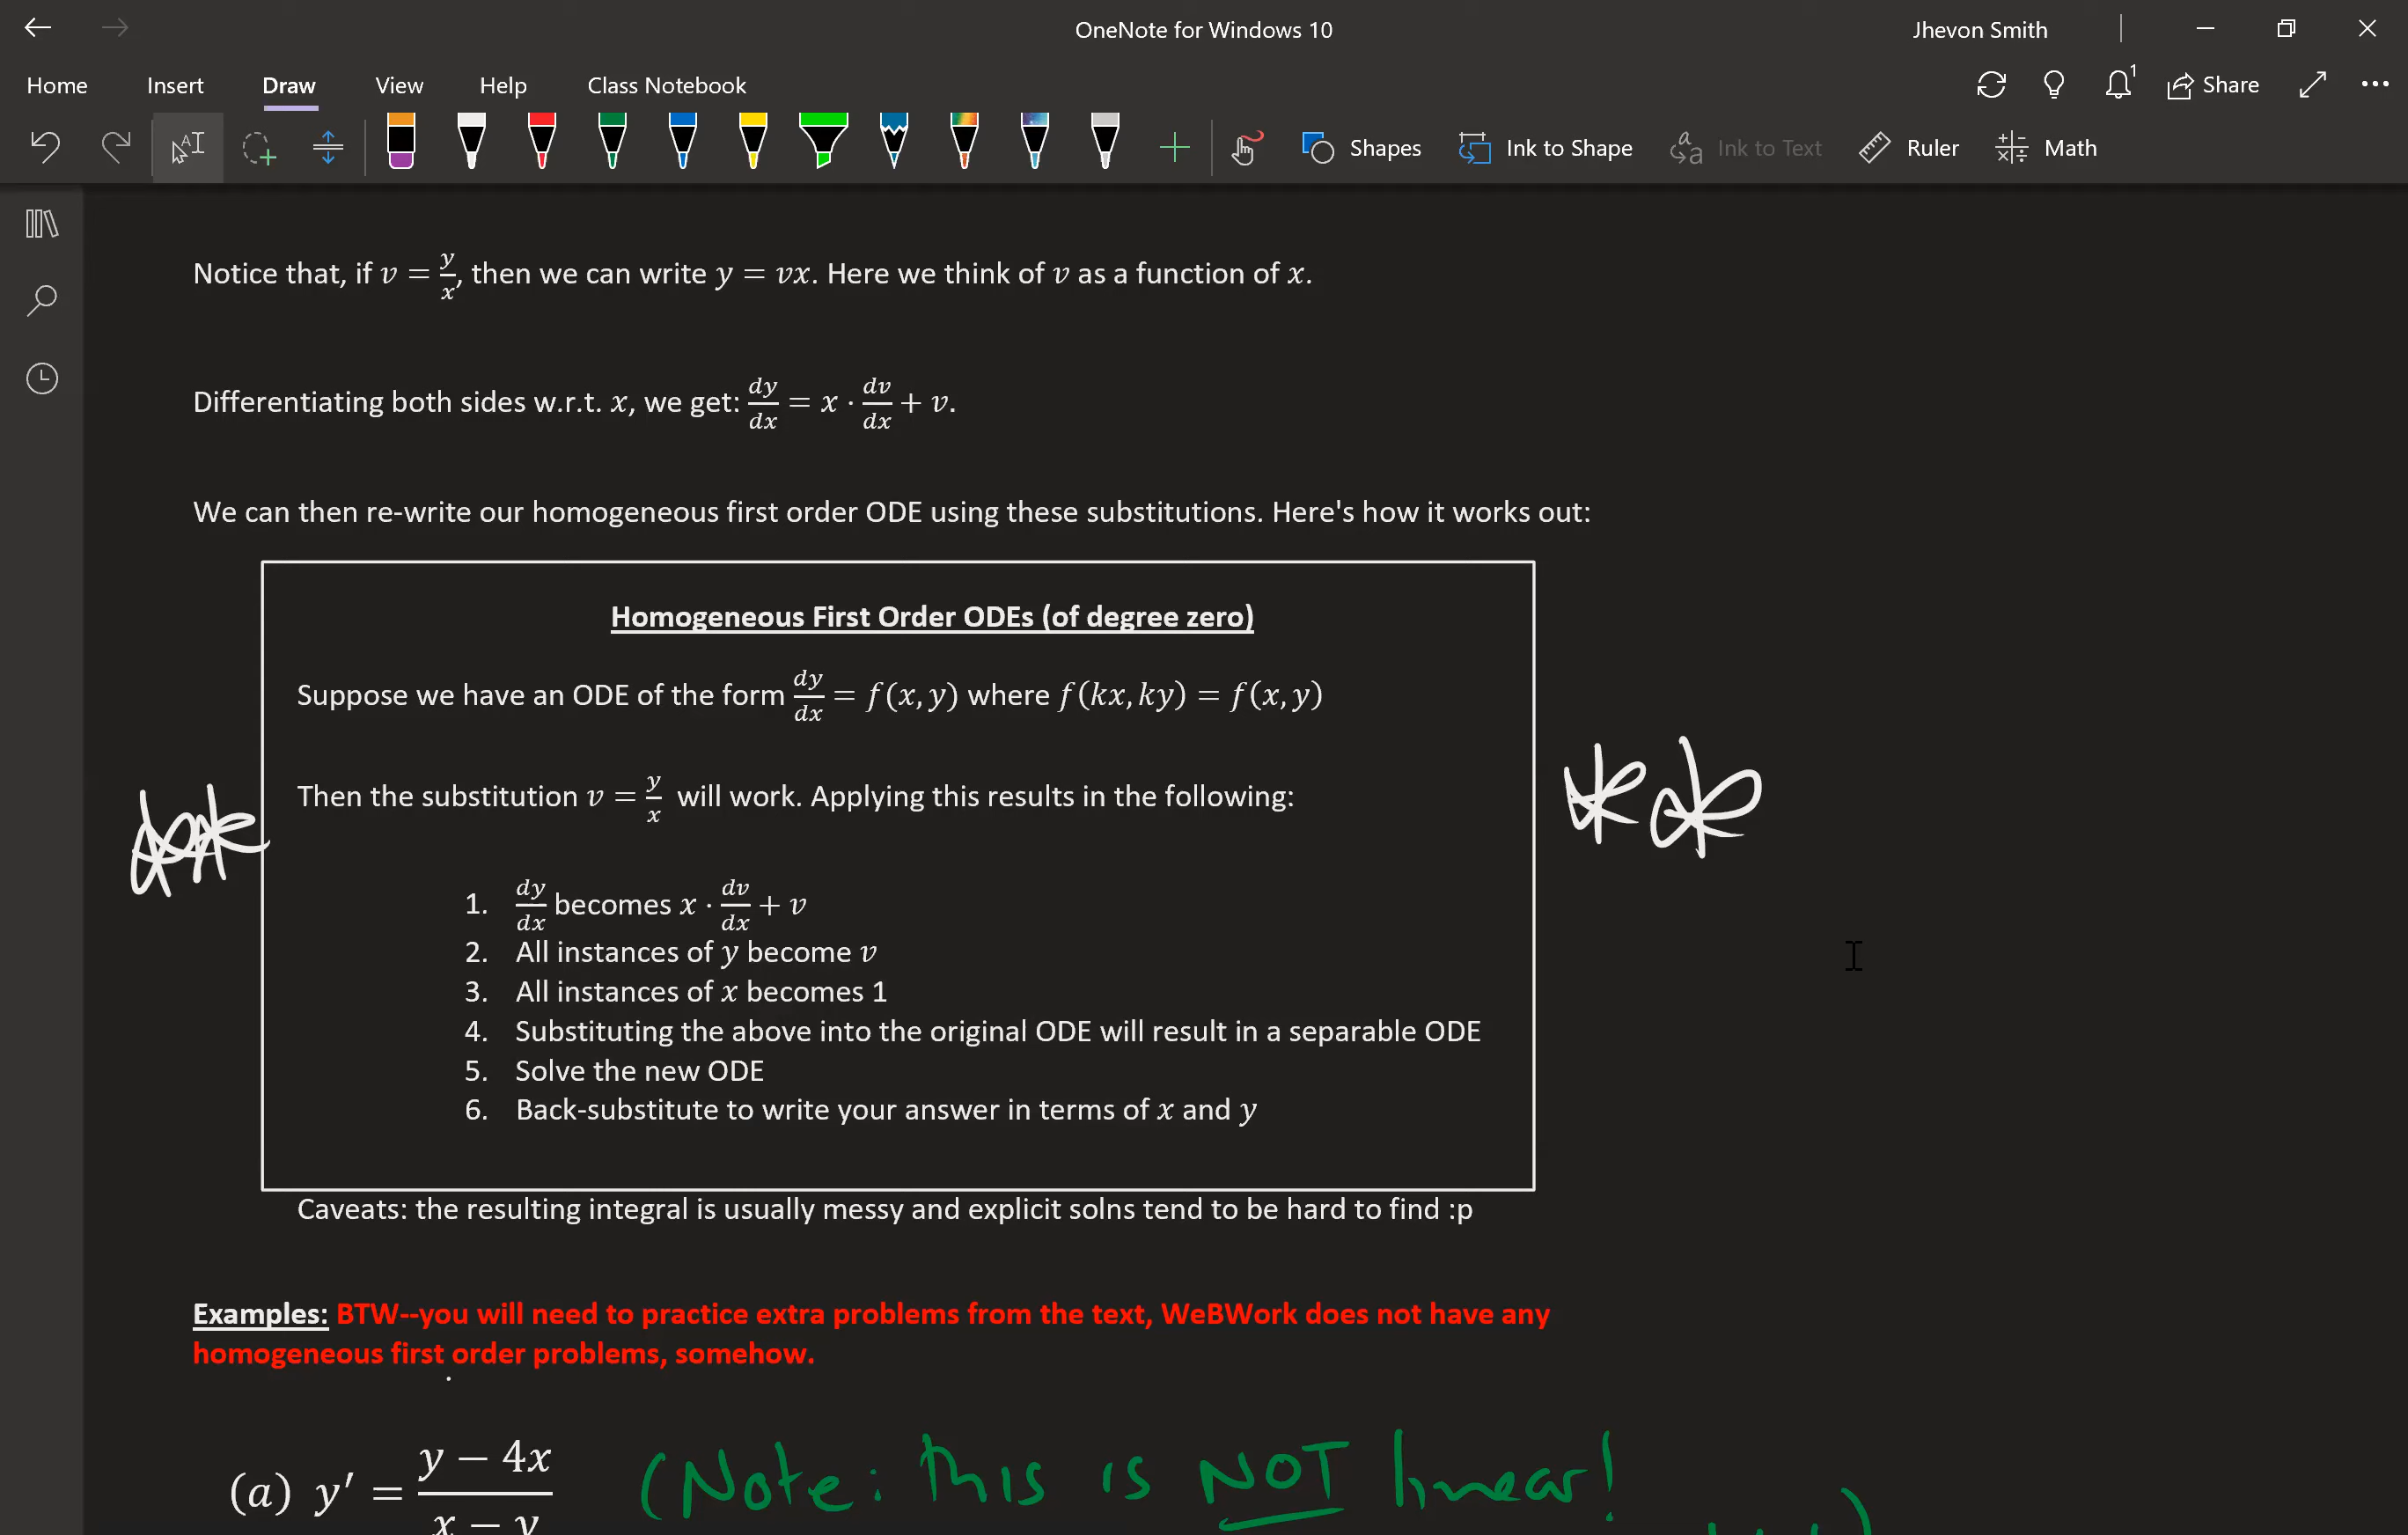 OneNote for Windows 10
Jhevon Smith
Home Insert Draw View Help Class Notebook
1 Share
Shapes Ink to Shape Ink to Text Ruler Math
Notice that, if v = y/x, then we can write y = vx. Here we think of v as a function of x.
Differentiating both sides w.r.t. x, we get: dy/dx = x · dv/dx + v.
We can then re-write our homogeneous first order ODE using these substitutions. Here's how it works out:
Homogeneous First Order ODEs (of degree zero)
Suppose we have an ODE of the form dy/dx = f(x, y) where f(kx, ky) = f(x, y)
Then the substitution v = y/x will work. Applying this results in the following:
1. dy/dx becomes x · dv/dx + v
2. All instances of y become v
3. All instances of x becomes 1
4. Substituting the above into the original ODE will result in a separable ODE
5. Solve the new ODE
6. Back-substitute to write your answer in terms of x and y
Caveats: the resulting integral is usually messy and explicit solns tend to be hard to find :p
Examples: BTW--you will need to practice extra problems from the text, WeBWork does not have any
homogeneous first order problems, somehow.
(a) y′ = (y − 4x)/(x − y) (Note: this is NOT linear!